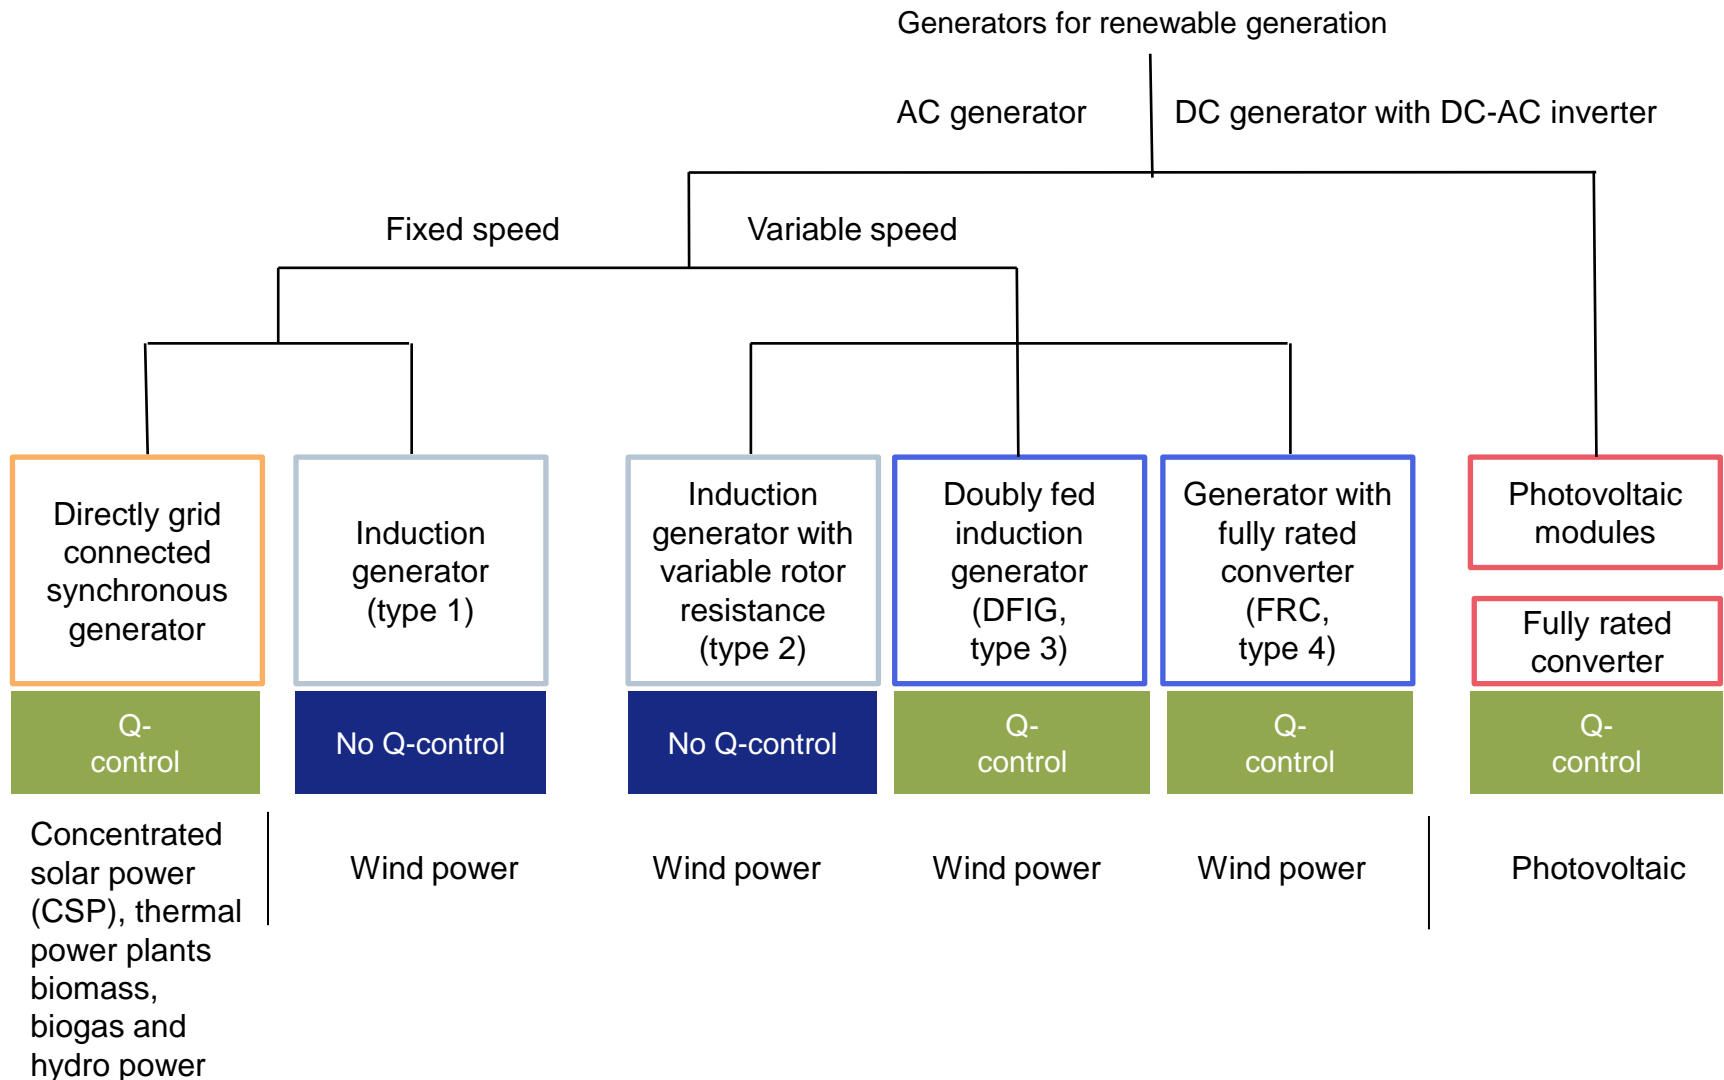 Generators for renewable generation
AC generator
DC generator with DC-AC inverter
Fixed speed
Variable speed
Directly grid
connected
synchronous
generator
Induction
generator
(type 1)
Induction
generator with
variable rotor
resistance
(type 2)
Doubly fed
induction
generator
(DFIG,
type 3)
Generator with
fully rated
converter
(FRC,
type 4)
Photovoltaic
modules
Fully rated
converter
Q-
control
No Q-control
No Q-control
Q-
control
Q-
control
Q-
control
Concentrated
solar power
(CSP), thermal
power plants
biomass,
biogas and
hydro power
Wind power
Wind power
Wind power
Wind power
Photovoltaic